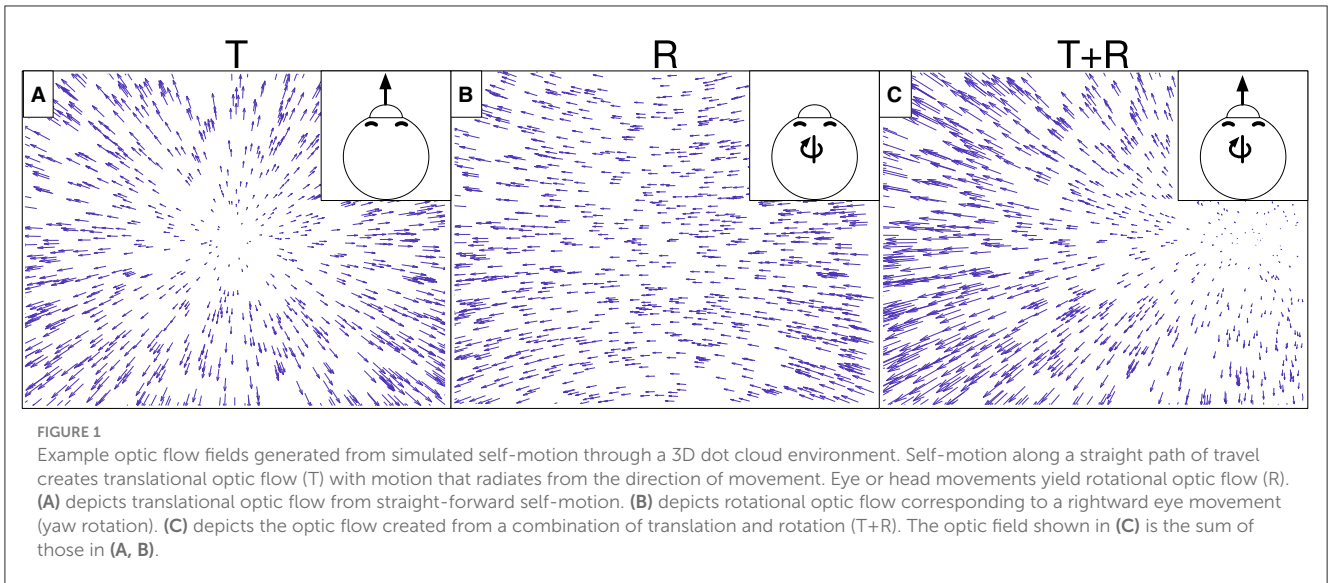 T
R
T+R
A
B
C
FIGURE 1
Example optic flow fields generated from simulated self-motion through a 3D dot cloud environment. Self-motion along a straight path of travel
creates translational optic flow (T) with motion that radiates from the direction of movement. Eye or head movements yield rotational optic flow (R).
(A) depicts translational optic flow from straight-forward self-motion. (B) depicts rotational optic flow corresponding to a rightward eye movement
(yaw rotation). (C) depicts the optic flow created from a combination of translation and rotation (T+R). The optic field shown in (C) is the sum of
those in (A, B).